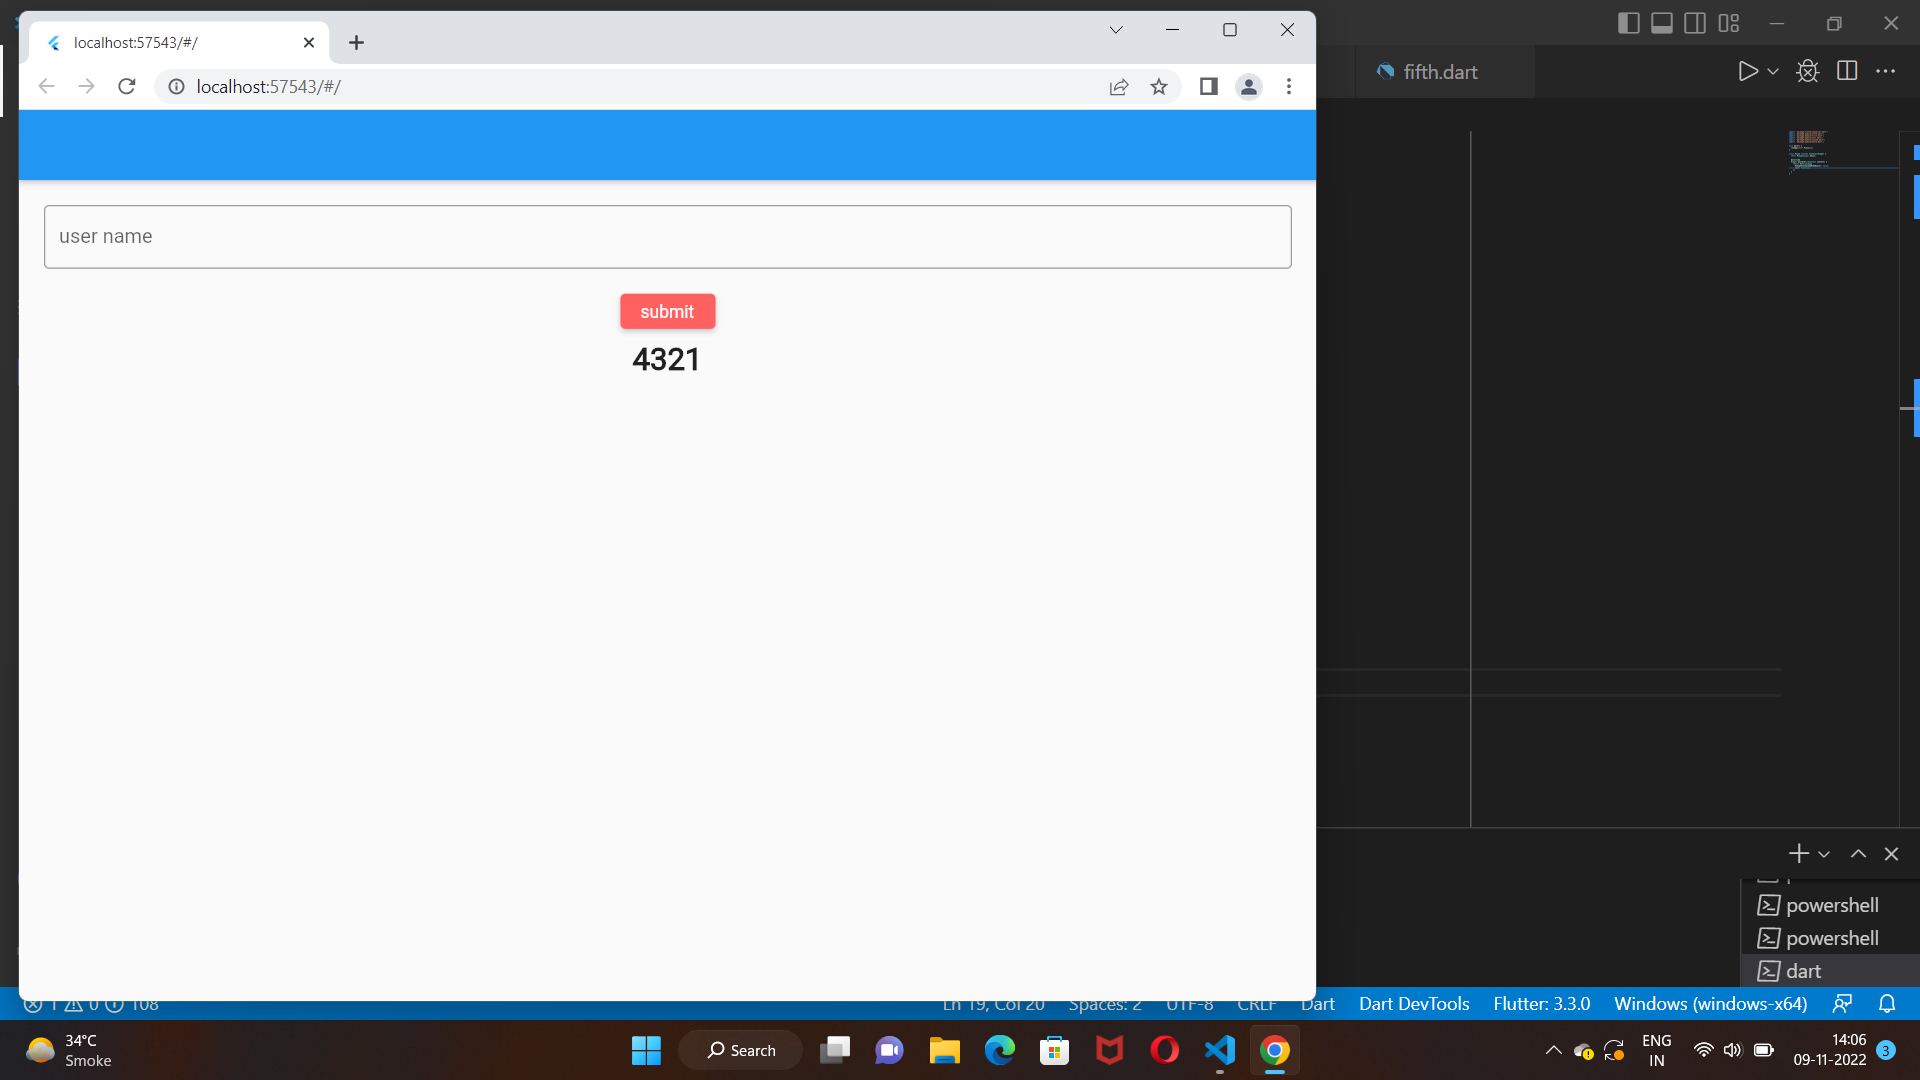 localhost:57543/#/
fifth.dart
localhost:57543/#/
user name
submit
4321
powershell
powershell
dart
1 0 108
Ln 19, Col 20 Spaces: 2 UTF-8 CRLF Dart Dart DevTools Flutter: 3.3.0 Windows (windows-x64)
34°C
Smoke
Search
ENG
IN
14:06
09-11-2022
3